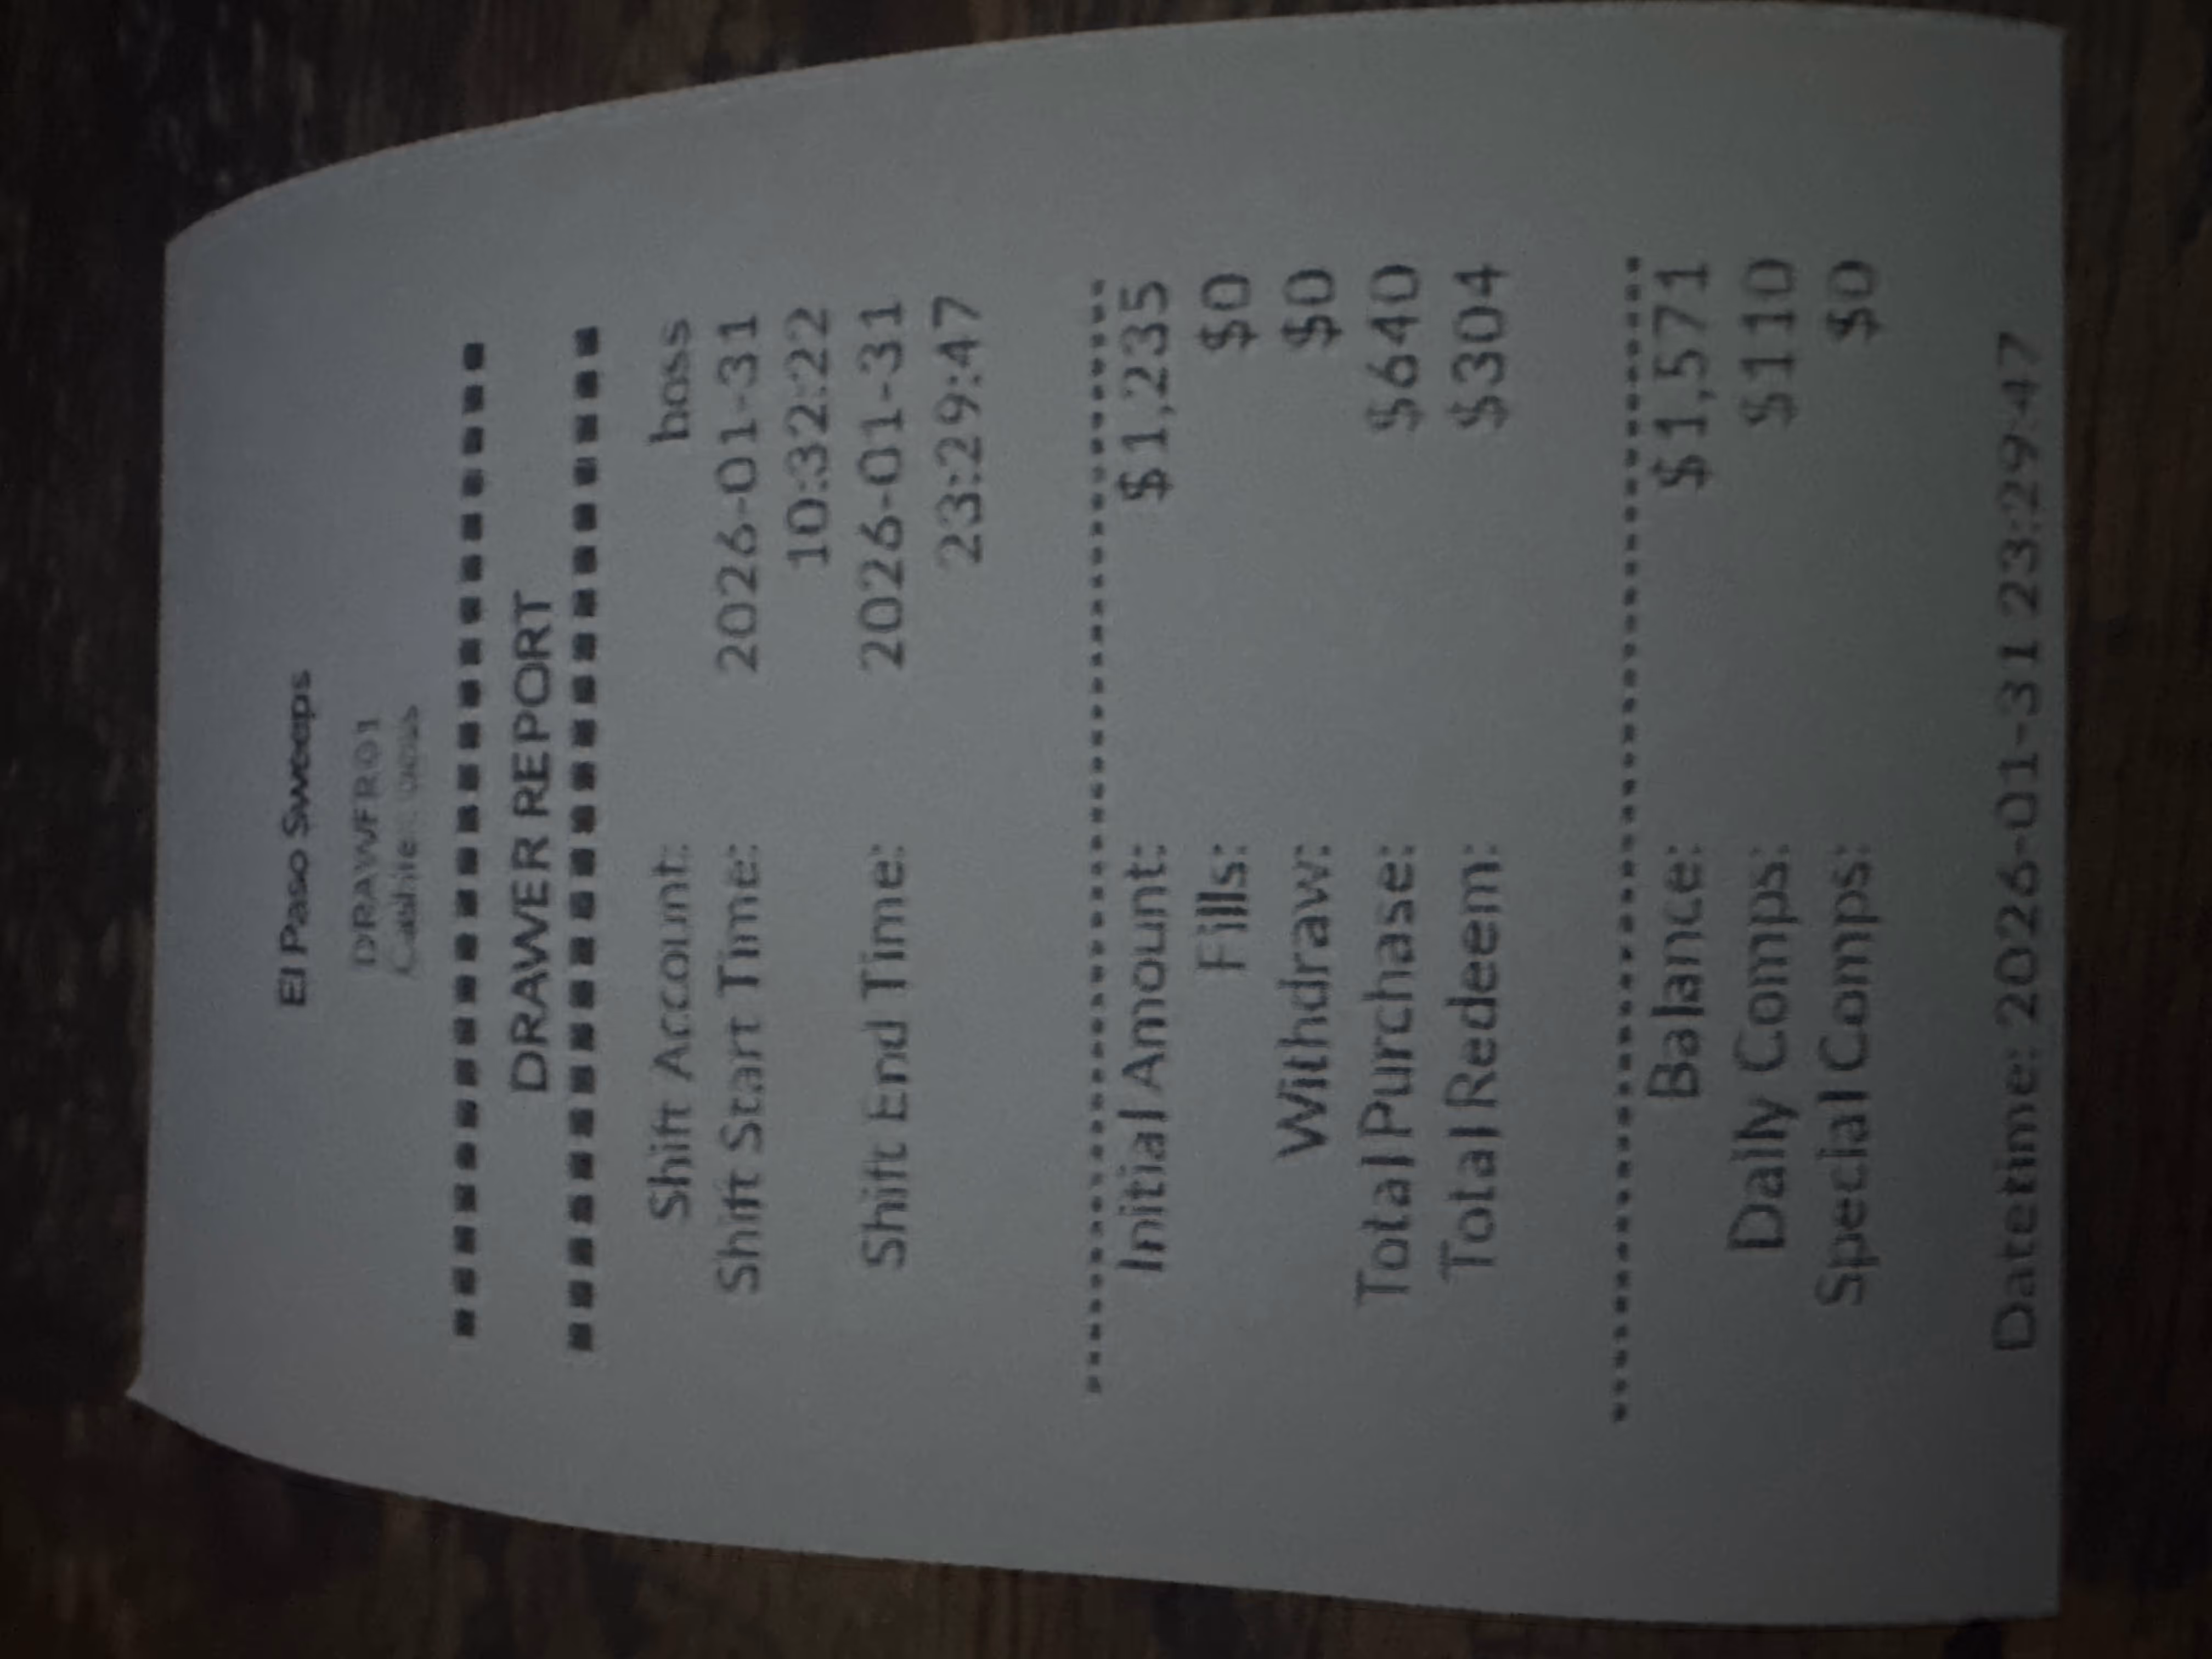 El Paso Sweeps
DRAWER01
Cashier: boss
DRAWER REPORT
Shift Account: boss
Shift Start Time: 2026-01-31
10:32:22
Shift End Time: 2026-01-31
23:29:47
Initial Amount: $1,235
Fills: $0
Withdraw: $0
Total Purchase: $640
Total Redeem: $304
Balance: $1,571
Daily Comps: $110
Special Comps: $0
Datetime: 2026-01-31 23:29:47